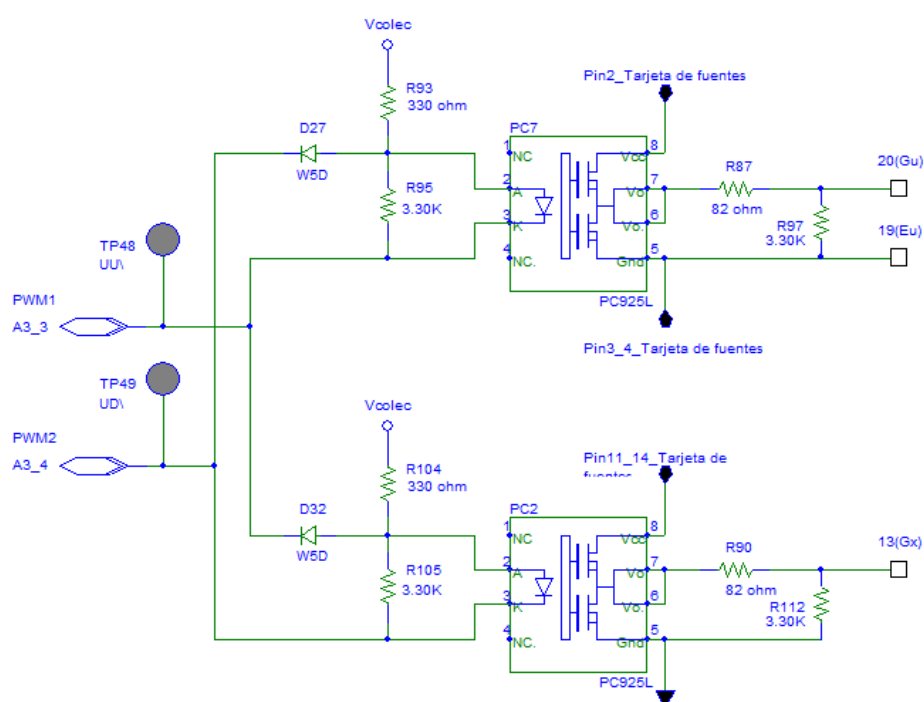 Vcolec
R93
330 ohm
Pin2_Tarjeta de fuentes
D27
W5D
R95
3.30K
PC7
1
NC
2
A
3
K
4
NC.
8
Vcc
7
Vo
6
Vo.
5
Gnd
PC925L
R87
82 ohm
R97
3.30K
20(Gu)
19(Eu)
TP48
UU\
PWM1
A3_3
Pin3_4_Tarjeta de fuentes
TP49
UD\
PWM2
A3_4
Vcolec
R104
330 ohm
Pin11_14_Tarjeta de
fuentes
D32
W5D
R105
3.30K
PC2
1
NC
2
A
3
K
4
NC.
8
Vcc
7
Vo
6
Vo.
5
Gnd
PC925L
R90
82 ohm
R112
3.30K
13(Gx)